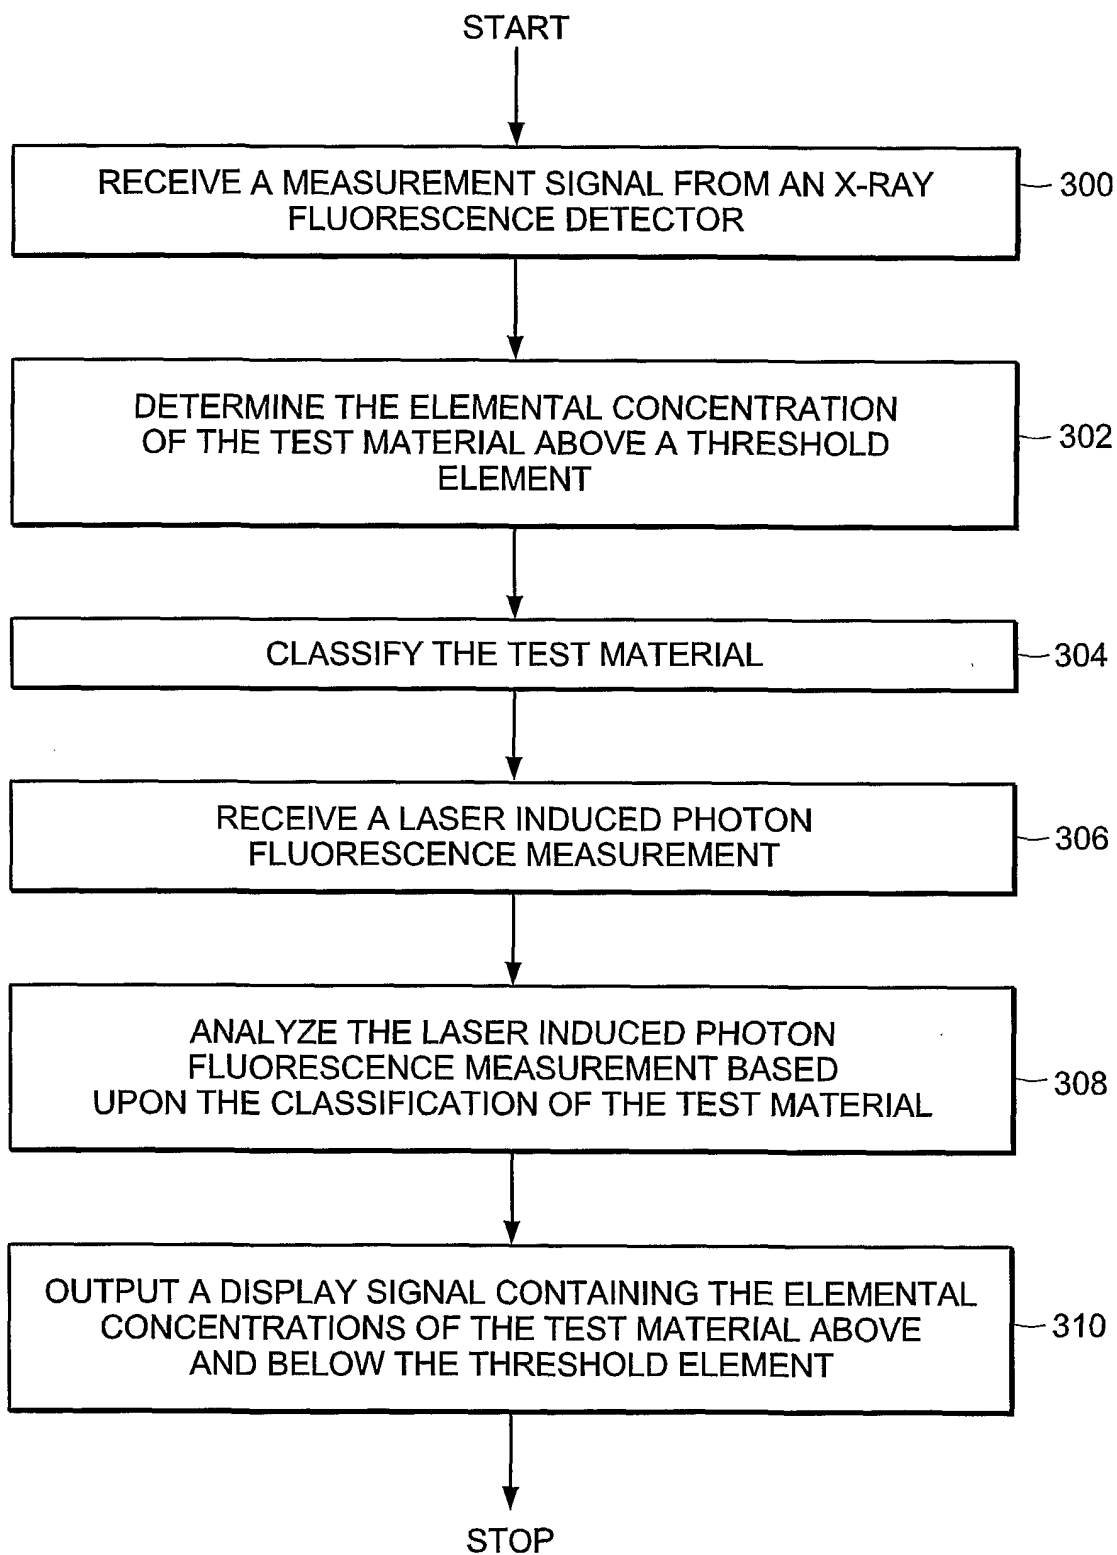 START
RECEIVE A MEASUREMENT SIGNAL FROM AN X-RAY
FLUORESCENCE DETECTOR
300
DETERMINE THE ELEMENTAL CONCENTRATION
OF THE TEST MATERIAL ABOVE A THRESHOLD
ELEMENT
302
CLASSIFY THE TEST MATERIAL
304
RECEIVE A LASER INDUCED PHOTON
FLUORESCENCE MEASUREMENT
306
ANALYZE THE LASER INDUCED PHOTON
FLUORESCENCE MEASUREMENT BASED
UPON THE CLASSIFICATION OF THE TEST MATERIAL
308
OUTPUT A DISPLAY SIGNAL CONTAINING THE ELEMENTAL
CONCENTRATIONS OF THE TEST MATERIAL ABOVE
AND BELOW THE THRESHOLD ELEMENT
310
STOP